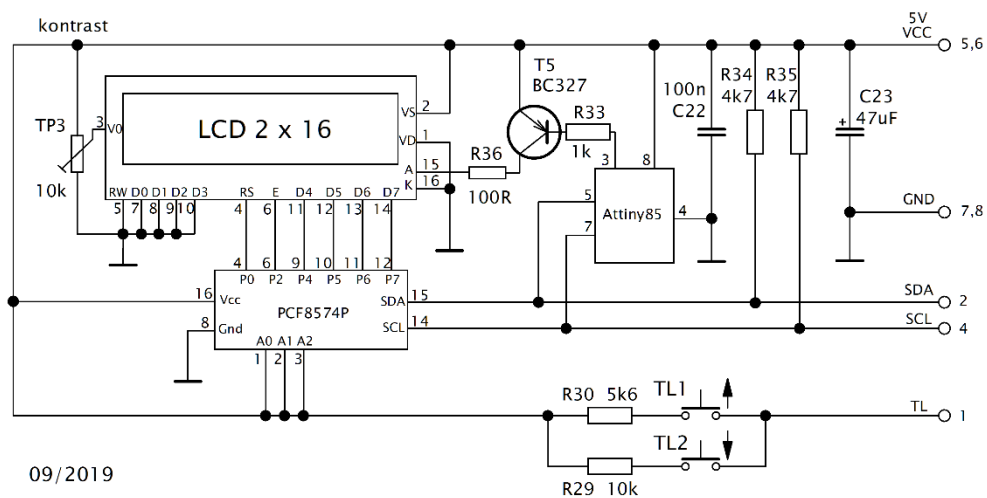 kontrast
5V
VCC
5,6
T5
BC327
R34
4k7
R35
4k7
100n
C22
C23
+
47uF
VS 2
LCD 2 x 16
TP3
3
V0
10k
VD 1
A 15
K 16
R36
100R
R33
1k
3
8
RW D0 D1 D2 D3 RS E D4 D5 D6 D7
5 7 8 9 10 4 6 11 12 13 14
5
7
Attiny85
4
GND
7,8
4 6 9 10 11 12
P0 P2 P4 P5 P6 P7
16
Vcc
PCF8574P
SDA 15
SDA
2
8
Gnd
SCL 14
SCL
4
A0 A1 A2
1 2 3
R30 5k6
TL1
TL
1
TL2
R29 10k
09/2019